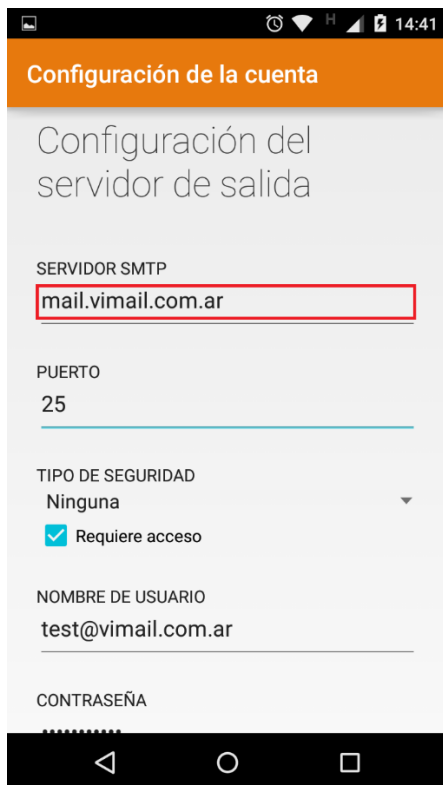 H 14:41
Configuración de la cuenta
Configuración del
servidor de salida
SERVIDOR SMTP
mail.vimail.com.ar
PUERTO
25
TIPO DE SEGURIDAD
Ninguna
Requiere acceso
NOMBRE DE USUARIO
test@vimail.com.ar
CONTRASEÑA